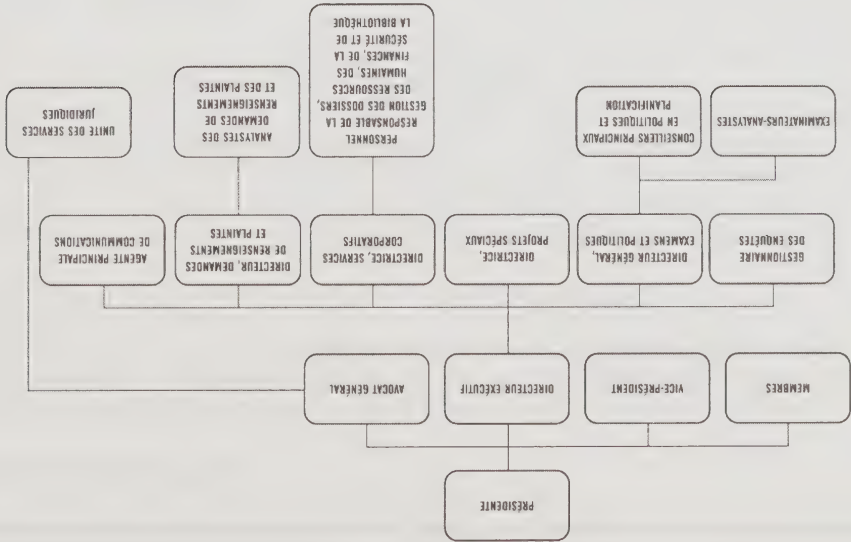 PRÉSIDENTE
MEMBRES
VICE-PRÉSIDENT
DIRECTEUR EXÉCUTIF
AVOCAT GÉNÉRAL
GESTIONNAIRE
DES ENQUÊTES
DIRECTEUR GÉNÉRAL,
EXAMENS ET POLITIQUES
DIRECTRICE,
PROJETS SPÉCIAUX
DIRECTRICE, SERVICES
CORPORATIFS
DIRECTEUR, DEMANDES
DE RENSEIGNEMENTS
ET PLAINTES
AGENTE PRINCIPALE
DE COMMUNICATIONS
EXAMINATEURS-ANALYSTES
CONSEILLERS PRINCIPAUX
EN POLITIQUES ET
PLANIFICATION
PERSONNEL
RESPONSABLE DE LA
GESTION DES DOSSIERS,
DES RESSOURCES
HUMAINES, DES
FINANCES, DE LA
SÉCURITÉ ET DE
LA BIBLIOTHÈQUE
ANALYSTES DES
DEMANDES DE
RENSEIGNEMENTS
ET DES PLAINTES
UNITÉ DES SERVICES
JURIDIQUES